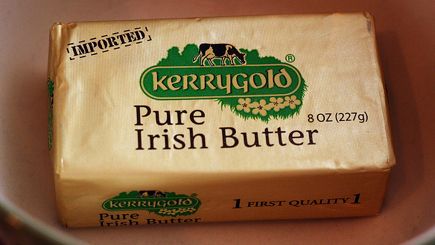 IMPORTED
KERRYGOLD®
Pure
Irish Butter
8 OZ (227g)
KERRYGOLD
Pure
Irish Butter
1 FIRST QUALITY 1